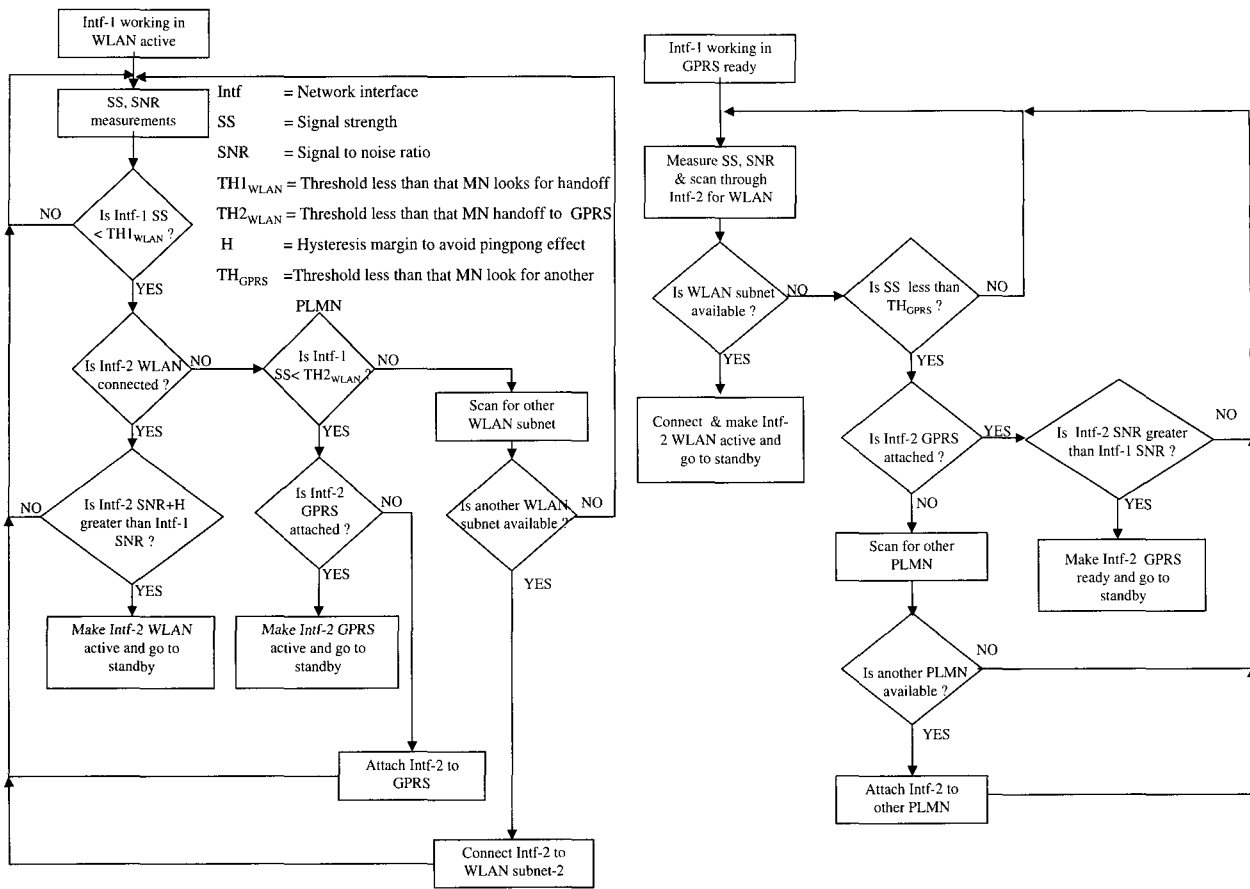 Intf-1 working in
WLAN active
SS, SNR
measurements
Intf = Network interface
SS = Signal strength
SNR = Signal to noise ratio
TH1WLAN = Threshold less than that MN looks for handoff
TH2WLAN = Threshold less than that MN handoff to GPRS
H = Hysteresis margin to avoid pingpong effect
THGPRS =Threshold less than that MN look for another
PLMN
NO
Is Intf-1 SS
< TH1WLAN ?
YES
Is Intf-2 WLAN
connected ?
NO
Is Intf-1
SS< TH2WLAN ?
NO
Scan for other
WLAN subnet
YES
YES
NO
Is Intf-2 SNR+H
greater than Intf-1
SNR ?
Is Intf-2
GPRS
attached ?
NO
Is another WLAN
subnet available ?
NO
YES
YES
YES
Make Intf-2 WLAN
active and go to
standby
Make Intf-2 GPRS
active and go to
standby
Attach Intf-2 to
GPRS
Connect Intf-2 to
WLAN subnet-2
Intf-1 working in
GPRS ready
Measure SS, SNR
& scan through
Intf-2 for WLAN
Is WLAN subnet
available ?
NO
Is SS less than
THGPRS ?
NO
YES
YES
Connect & make Intf-
2 WLAN active and
go to standby
Is Intf-2 GPRS
attached ?
YES
Is Intf-2 SNR greater
than Intf-1 SNR ?
NO
NO
YES
Scan for other
PLMN
Make Intf-2 GPRS
ready and go to
standby
Is another PLMN
available ?
NO
YES
Attach Intf-2 to
other PLMN